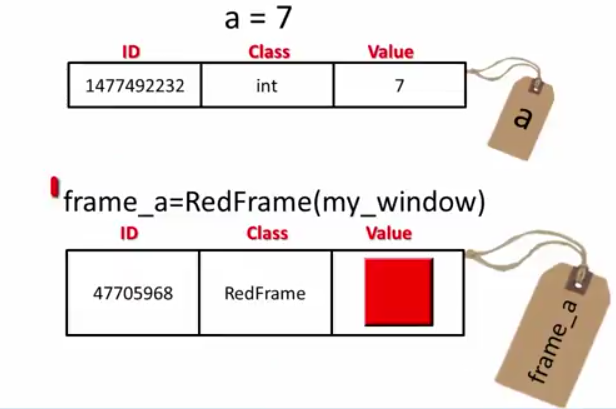 a = 7
ID Class Value
1477492232 int 7
a
frame_a=RedFrame(my_window)
ID Class Value
47705968 RedFrame
frame_a